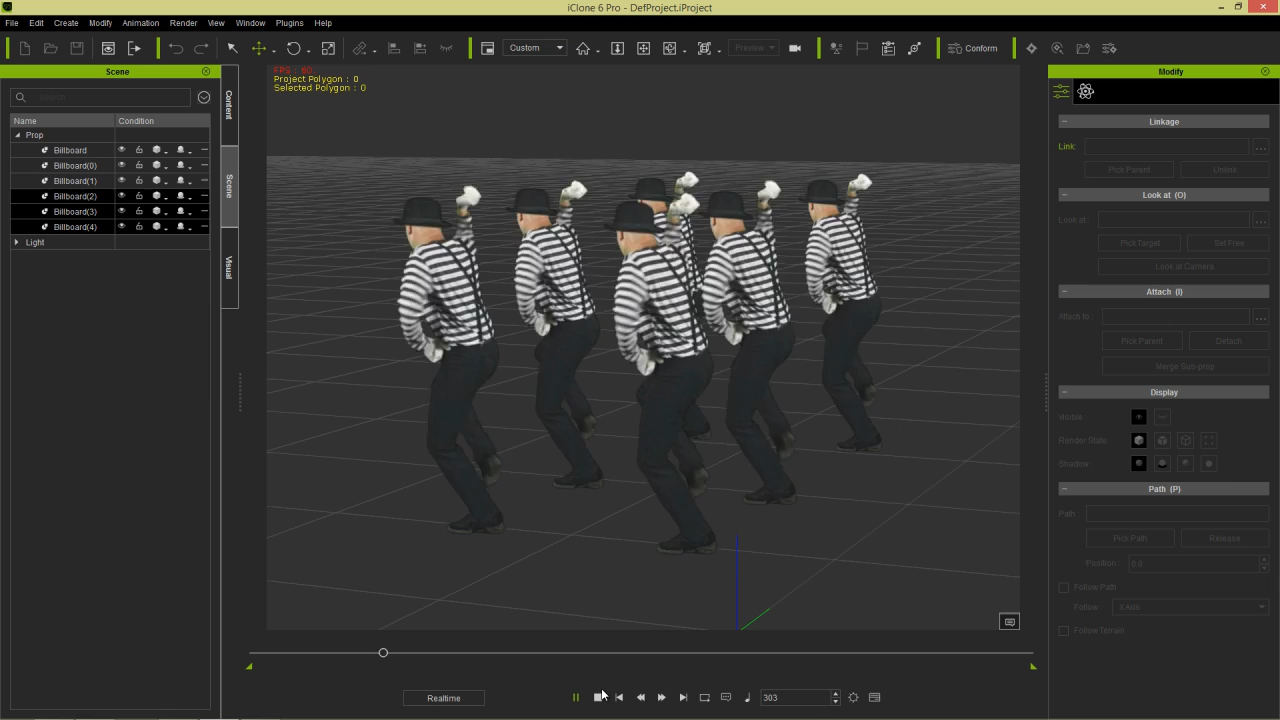 iClone 6 Pro - DefProject.iProject
File Edit Create Modify Animation Render View Window Plugins Help
Custom Preview Conform
Scene
Search
Name Condition
Prop
Billboard
Billboard(0)
Billboard(1)
Billboard(2)
Billboard(3)
Billboard(4)
Light
Content
Scene
Visual
FPS : 60
Project Polygon : 0
Selected Polygon : 0
Realtime
303
Modify
Linkage
Link:
...
Pick Parent Unlink
Look at (O)
Look at :
...
Pick Target Set Free
Look at Camera
Attach (I)
Attach to :
...
Pick Parent Detach
Merge Sub-prop
Display
Visible:
Render State:
Shadow:
Path (P)
Path:
Pick Path Release
Position : 0.0
Follow Path
Follow : X Axis
Follow Terrain